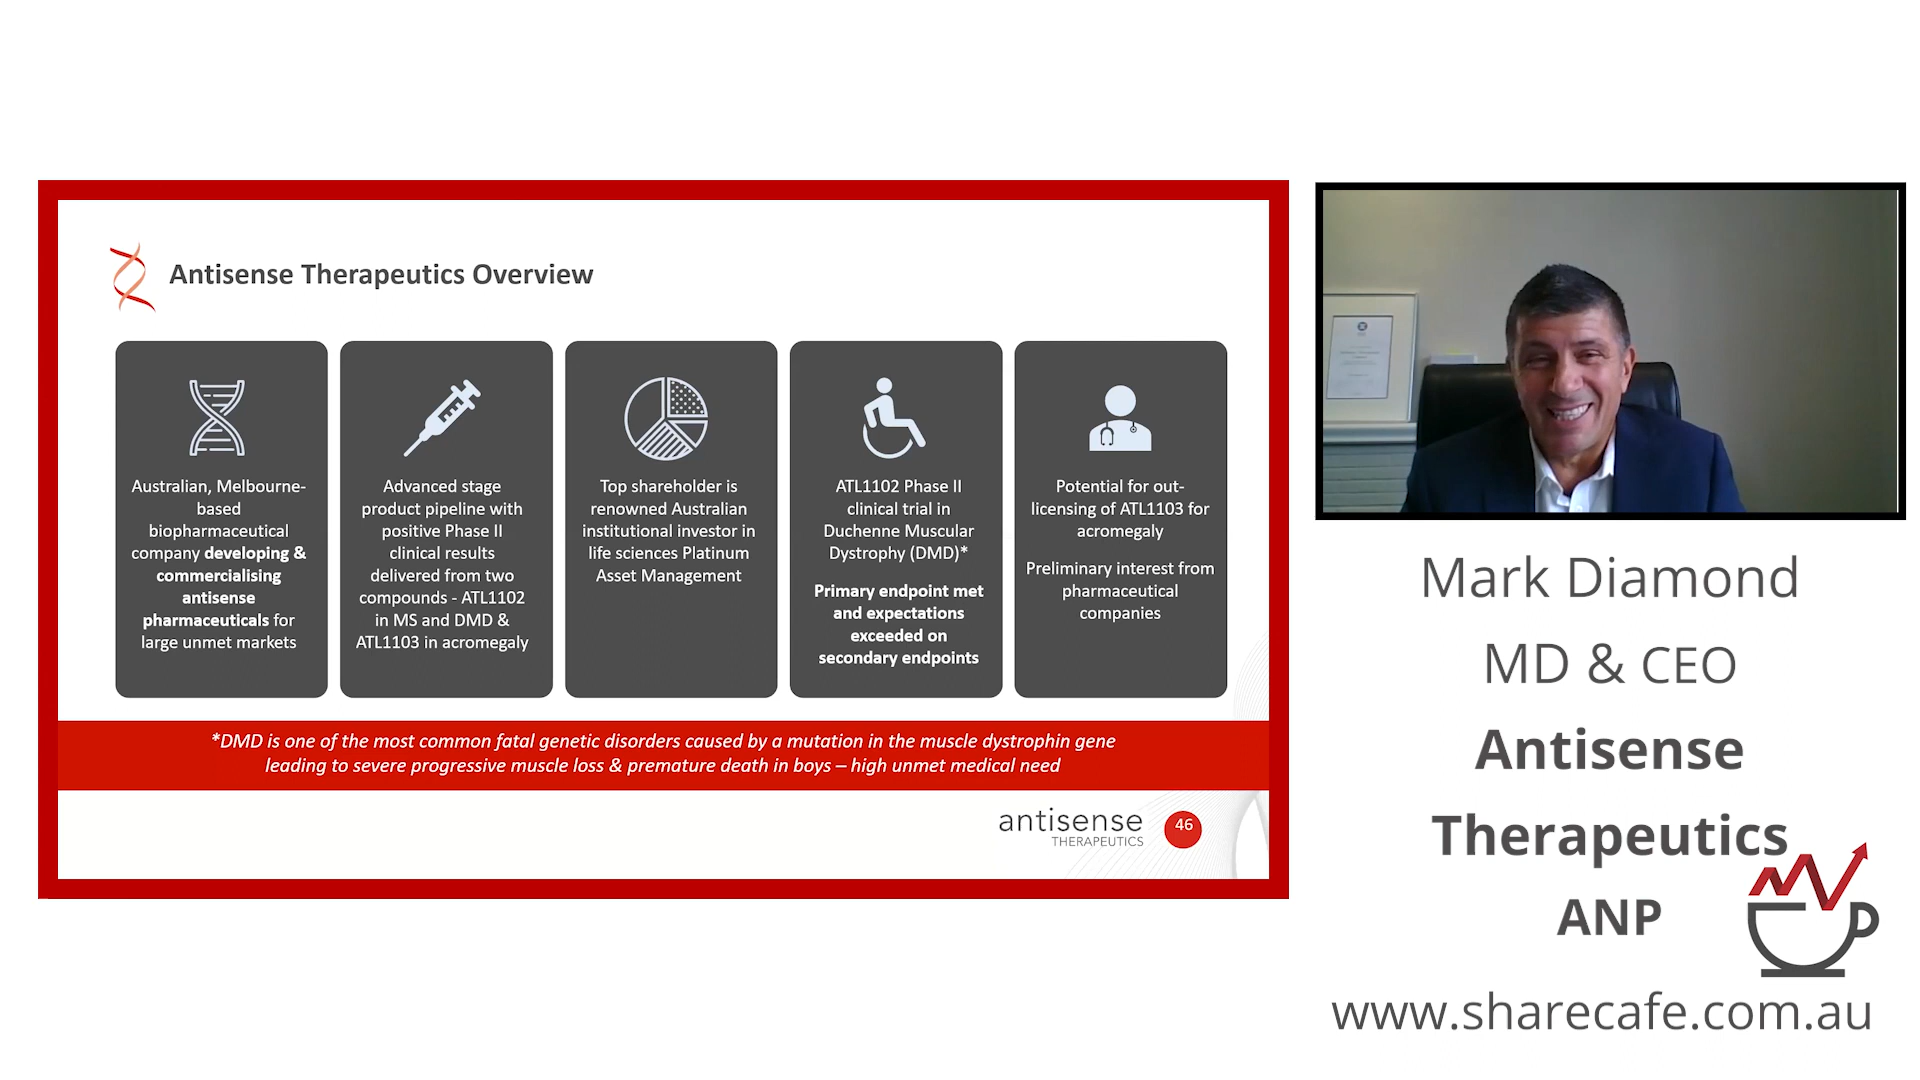 Antisense Therapeutics Overview
Australian, Melbourne-
based
biopharmaceutical
company developing &
commercialising
antisense
pharmaceuticals for
large unmet markets
Advanced stage
product pipeline with
positive Phase II
clinical results
delivered from two
compounds - ATL1102
in MS and DMD &
ATL1103 in acromegaly
Top shareholder is
renowned Australian
institutional investor in
life sciences Platinum
Asset Management
ATL1102 Phase II
clinical trial in
Duchenne Muscular
Dystrophy (DMD)*
Primary endpoint met
and expectations
exceeded on
secondary endpoints
Potential for out-
licensing of ATL1103 for
acromegaly
Preliminary interest from
pharmaceutical
companies
*DMD is one of the most common fatal genetic disorders caused by a mutation in the muscle dystrophin gene
leading to severe progressive muscle loss & premature death in boys – high unmet medical need
antisense
THERAPEUTICS
46
Mark Diamond
MD & CEO
Antisense
Therapeutics
ANP
www.sharecafe.com.au